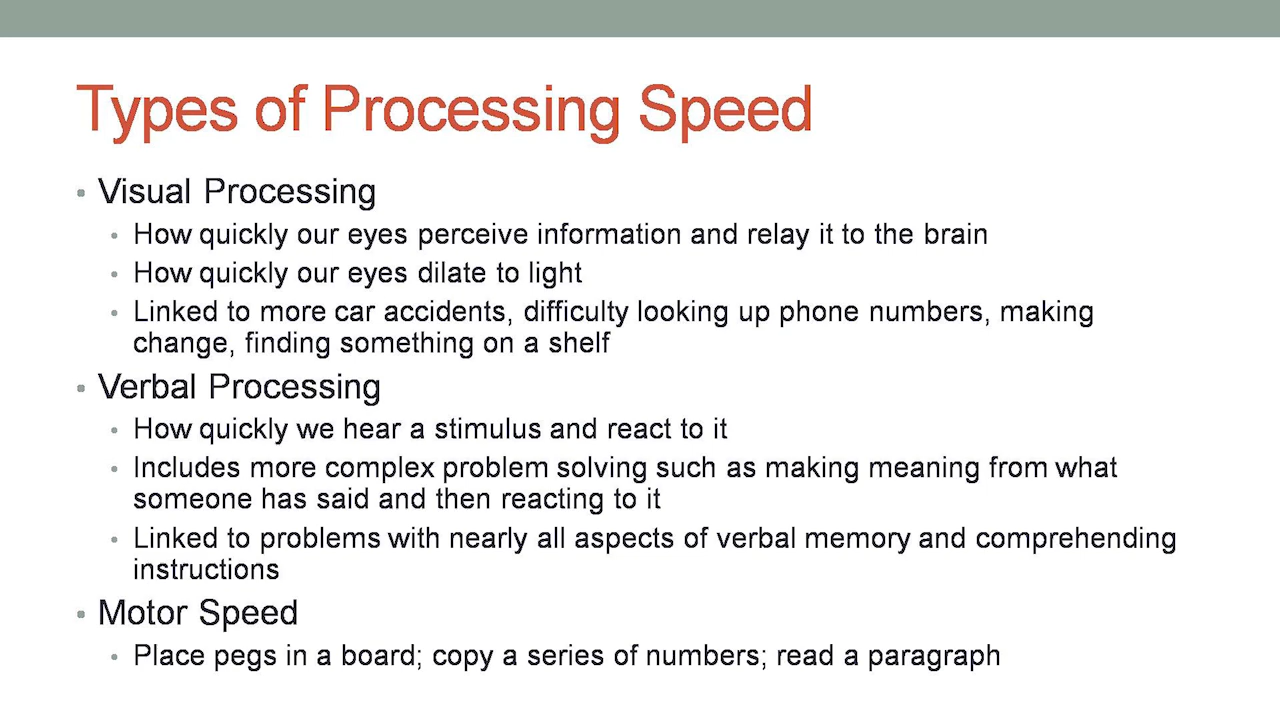 Types of Processing Speed
• Visual Processing
• How quickly our eyes perceive information and relay it to the brain
• How quickly our eyes dilate to light
• Linked to more car accidents, difficulty looking up phone numbers, making
change, finding something on a shelf
• Verbal Processing
• How quickly we hear a stimulus and react to it
• Includes more complex problem solving such as making meaning from what
someone has said and then reacting to it
• Linked to problems with nearly all aspects of verbal memory and comprehending
instructions
• Motor Speed
• Place pegs in a board; copy a series of numbers; read a paragraph